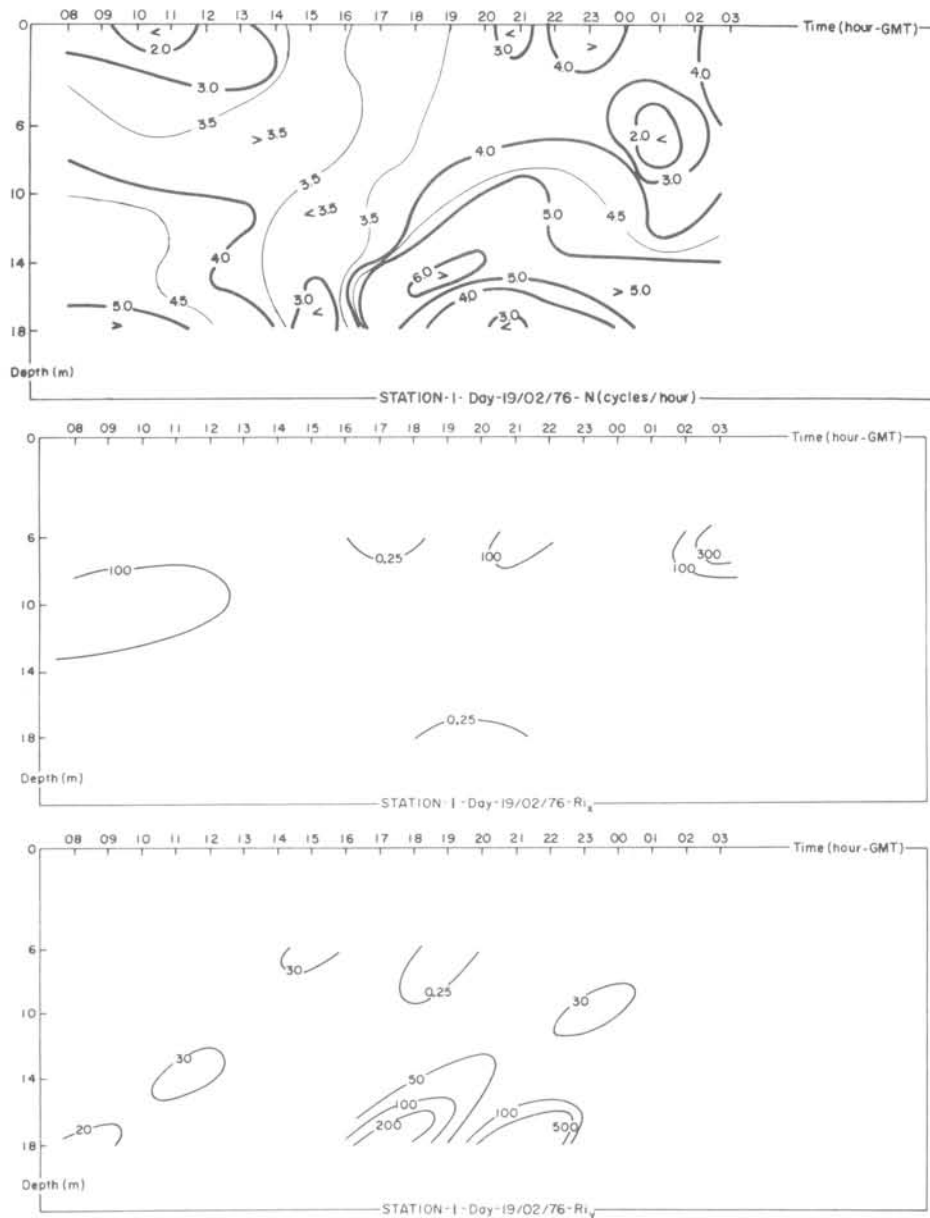 08 09 10 11 12 13 14 15 16 17 18 19 20 21 22 23 00 01 02 03 Time (hour-GMT)
0
< 2.0 3.0 < 4.0 > 4.0
3.0
3.5
6 > 3.5 2.0 <
4.0
3.5 3.0
10
< 3.5 3.5 5.0 4.5
4.0
14
6.0 >
3.0 < 5.0 > 5.0
4.5 4.0
5.0
> 3.0 <
18
Depth (m)
STATION-1-Day-19/02/76-N(cycles/hour)
08 09 10 11 12 13 14 15 16 17 18 19 20 21 22 23 00 01 02 03 Time (hour-GMT)
0
6
0.25 100 300
100 100
10
14
0.25
18
Depth (m)
STATION-1-Day-19/02/76-Rix
08 09 10 11 12 13 14 15 16 17 18 19 20 21 22 23 00 01 02 03 Time (hour-GMT)
0
6
30
0.25
10 30
30
14 50
100 100
20 200 500
18
Depth (m)
STATION-1-Day-19/02/76-Riy